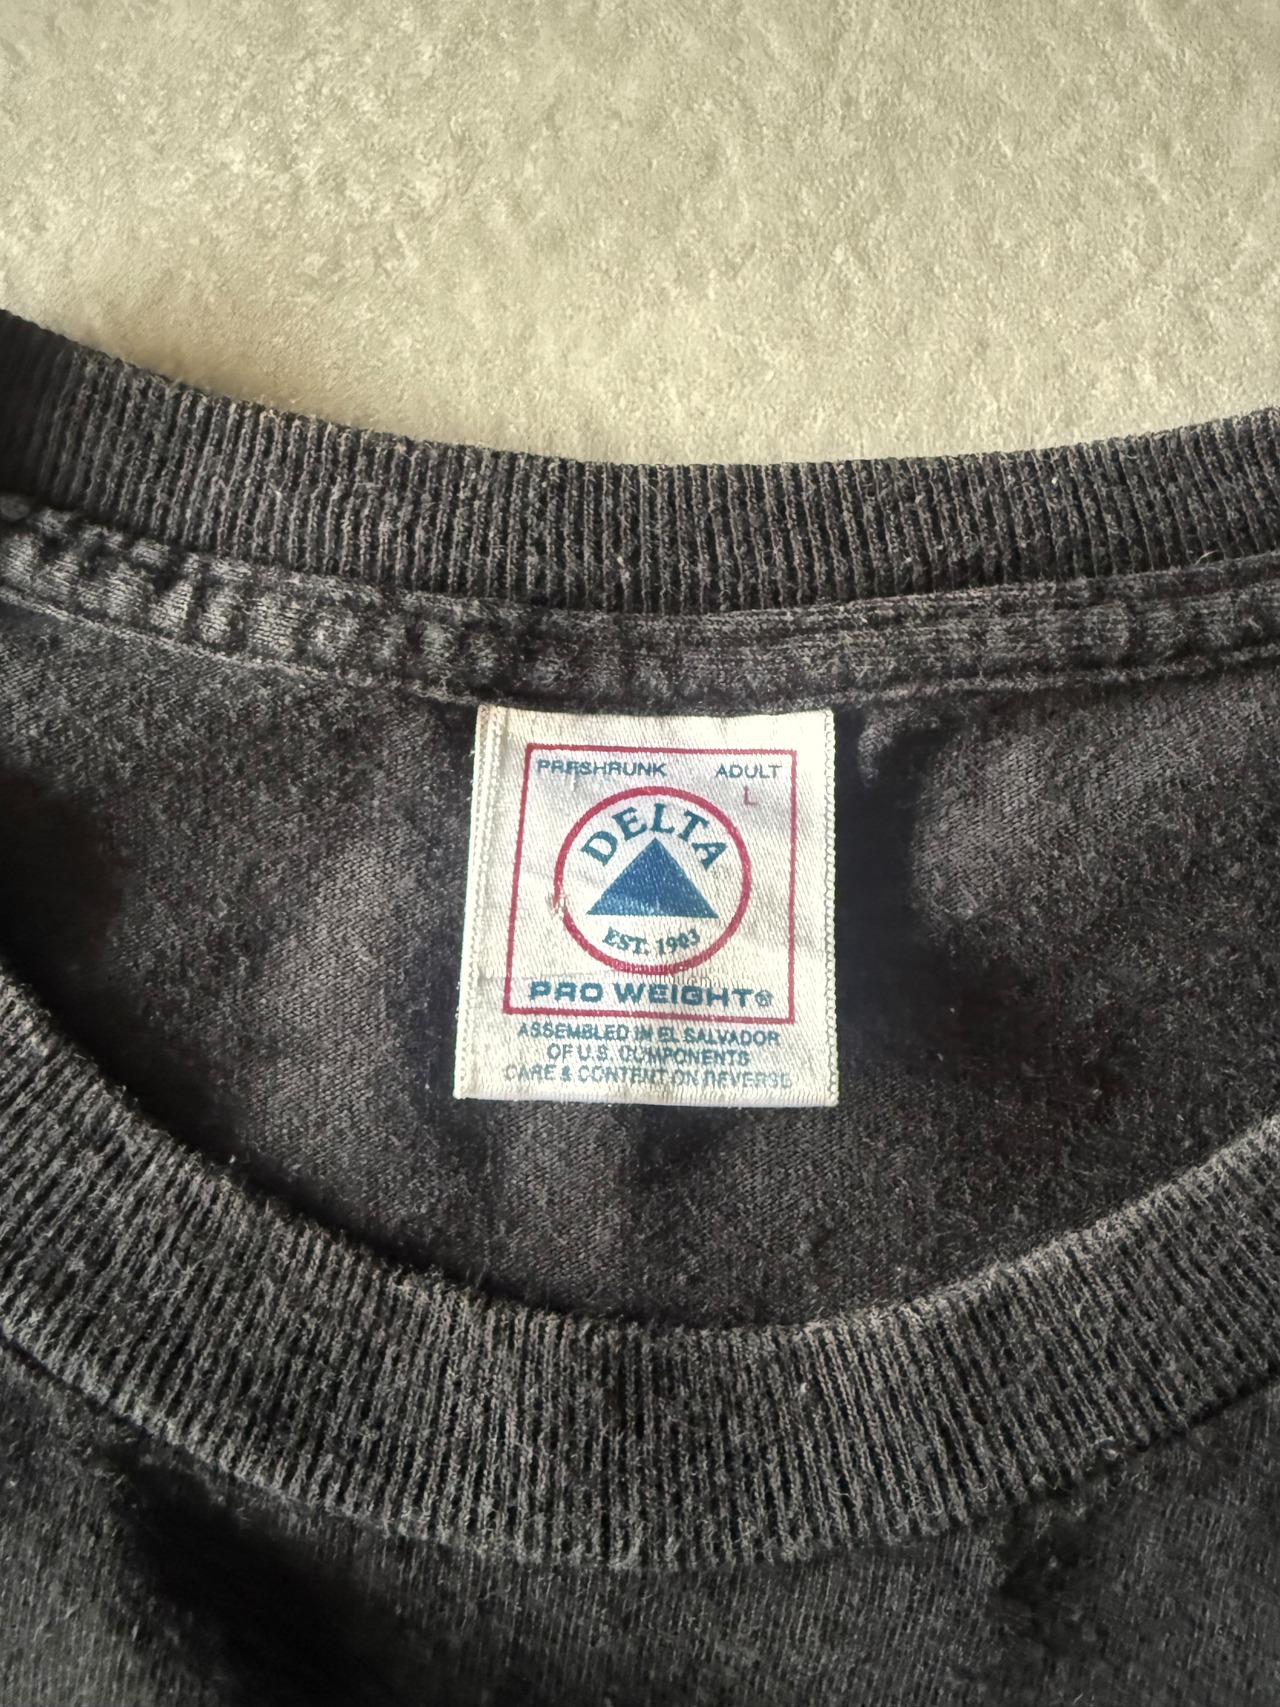 PRESHRUNK ADULT
L
DELTA
EST. 1903
PRO WEIGHT®
ASSEMBLED IN EL SALVADOR
OF U.S. COMPONENTS
CARE & CONTENT ON REVERSE